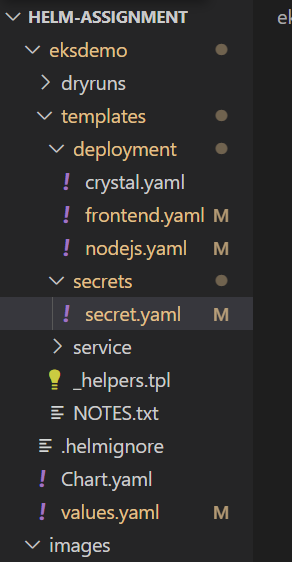 HELM-ASSIGNMENT
eksdemo
dryruns
templates
deployment
! crystal.yaml
! frontend.yaml M
! nodejs.yaml M
secrets
! secret.yaml M
service
_helpers.tpl
NOTES.txt
.helmignore
! Chart.yaml
! values.yaml M
images